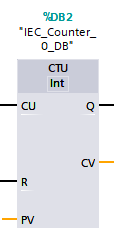 %DB2
"IEC_Counter_
0_DB"
CTU
Int
CU Q
CV
R
PV